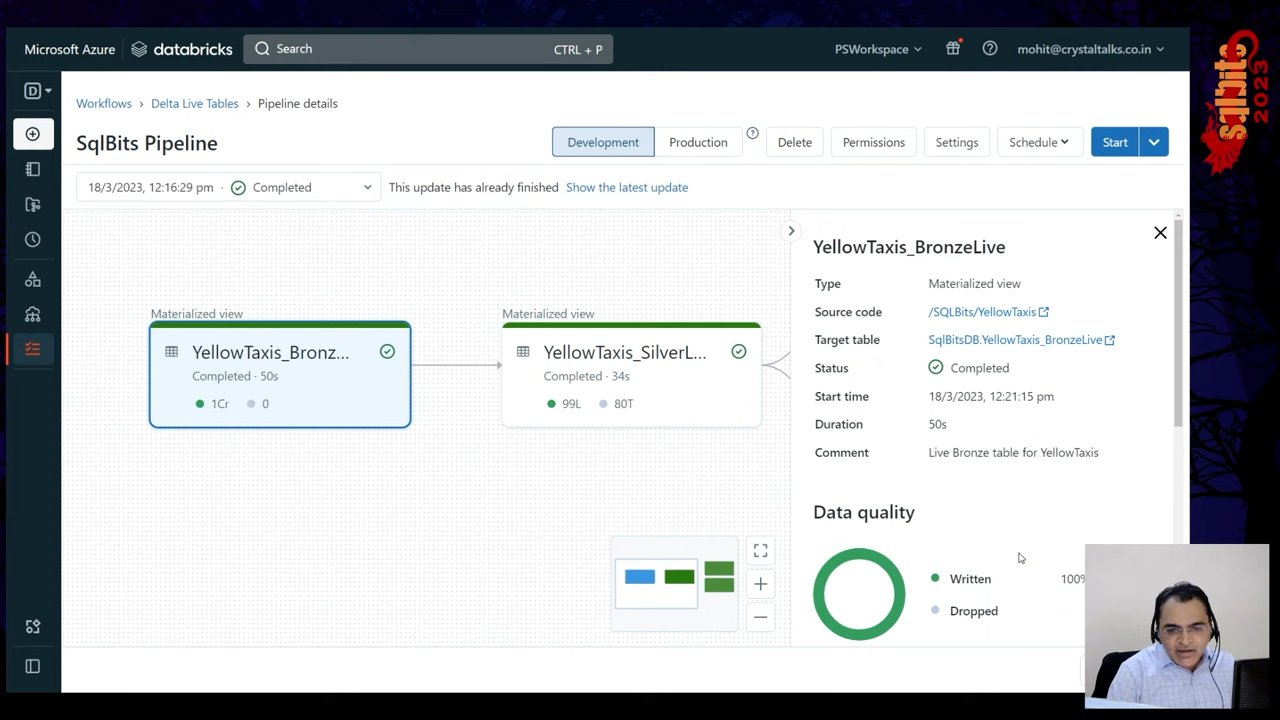 Microsoft Azure databricks Search CTRL + P PSWorkspace mohit@crystaltalks.co.in
sqlbits 2023
D
Workflows > Delta Live Tables > Pipeline details
SqlBits Pipeline Development Production Delete Permissions Settings Schedule Start
18/3/2023, 12:16:29 pm · Completed This update has already finished Show the latest update
Materialized view
YellowTaxis_Bronz...
Completed · 50s
1Cr 0
Materialized view
YellowTaxis_SilverL...
Completed · 34s
99L 80T
YellowTaxis_BronzeLive
Type Materialized view
Source code /SQLBits/YellowTaxis
Target table SqlBitsDB.YellowTaxis_BronzeLive
Status Completed
Start time 18/3/2023, 12:21:15 pm
Duration 50s
Comment Live Bronze table for YellowTaxis
Data quality
Written 100%
Dropped